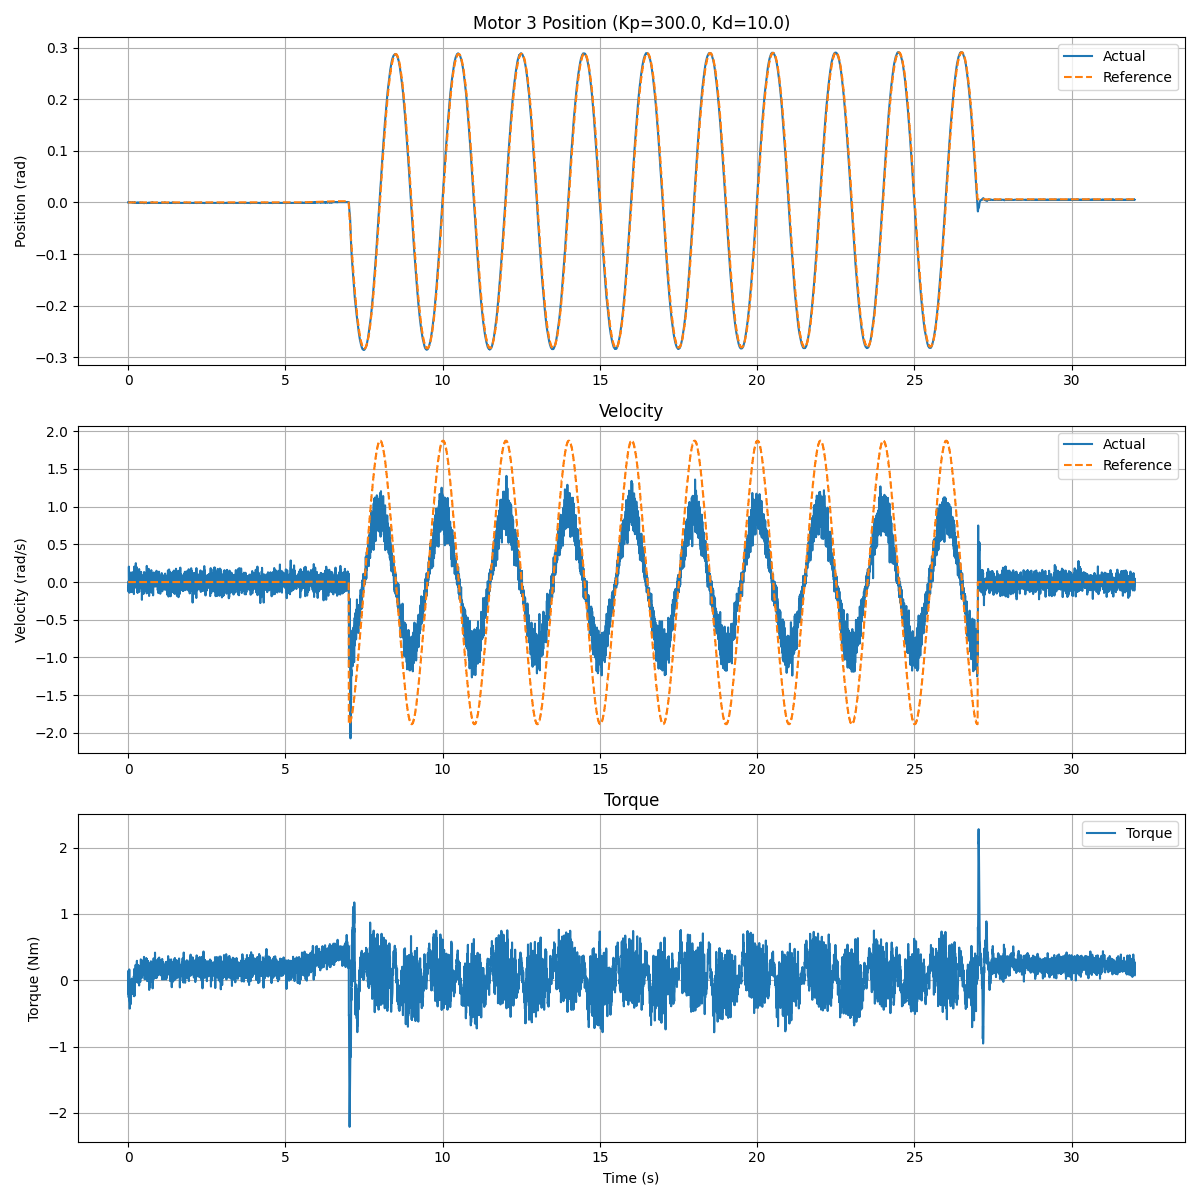 Motor 3 Position (Kp=300.0, Kd=10.0)
Position (rad)
0.3
0.2
0.1
0.0
−0.1
−0.2
−0.3
Actual
Reference
0 5 10 15 20 25 30
Velocity
Velocity (rad/s)
2.0
1.5
1.0
0.5
0.0
−0.5
−1.0
−1.5
−2.0
Actual
Reference
0 5 10 15 20 25 30
Torque
Torque (Nm)
2
1
0
−1
−2
Torque
0 5 10 15 20 25 30
Time (s)